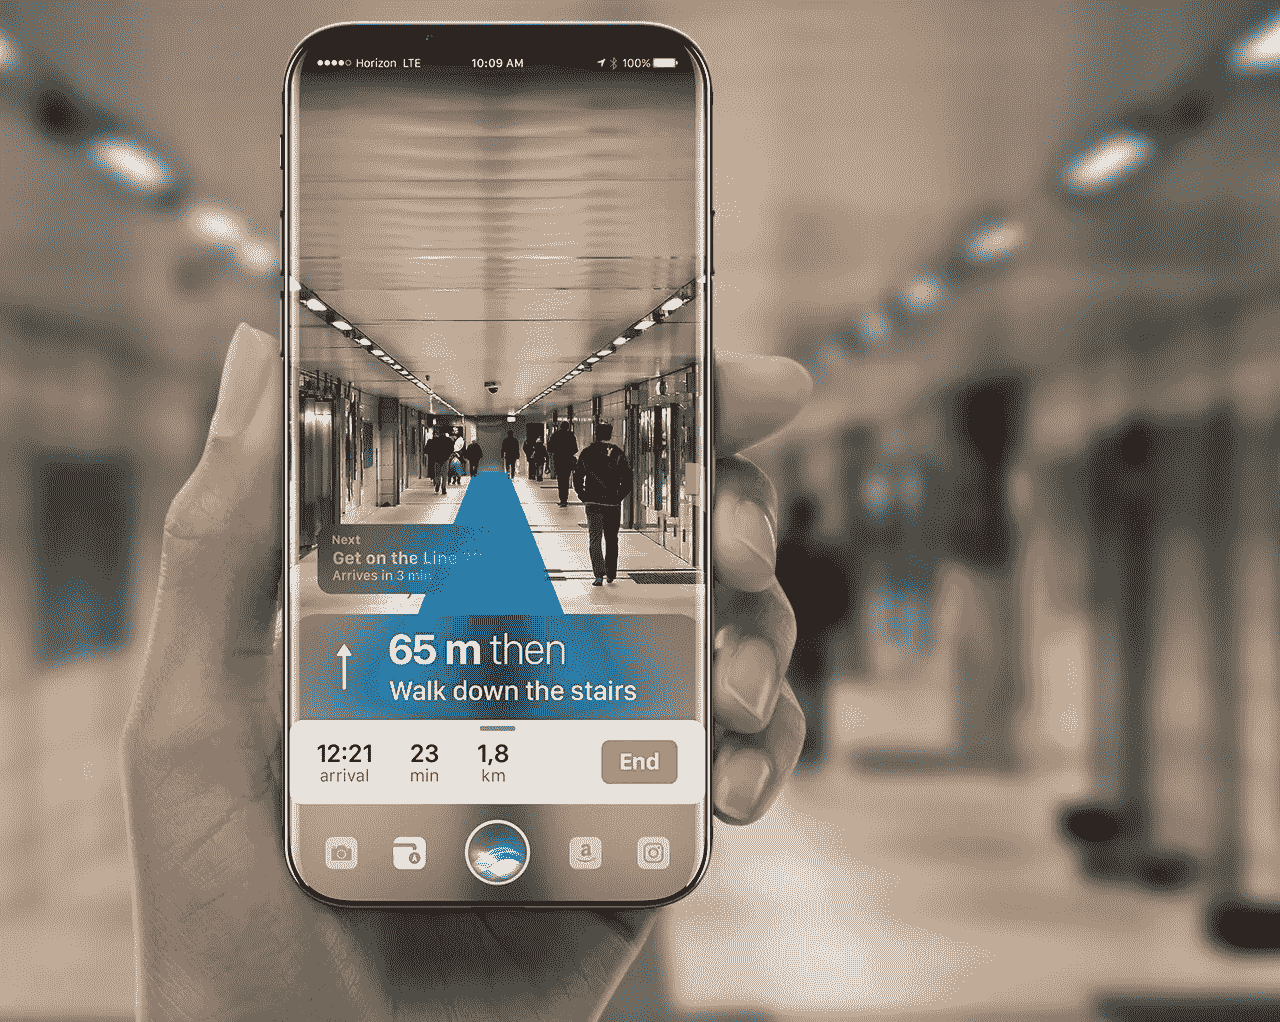 Horizon LTE
10:09 AM
100%
Next
Get on the Line
Arrives in 3 min
65 m then
Walk down the stairs
12:21
arrival
23
min
1,8
km
End